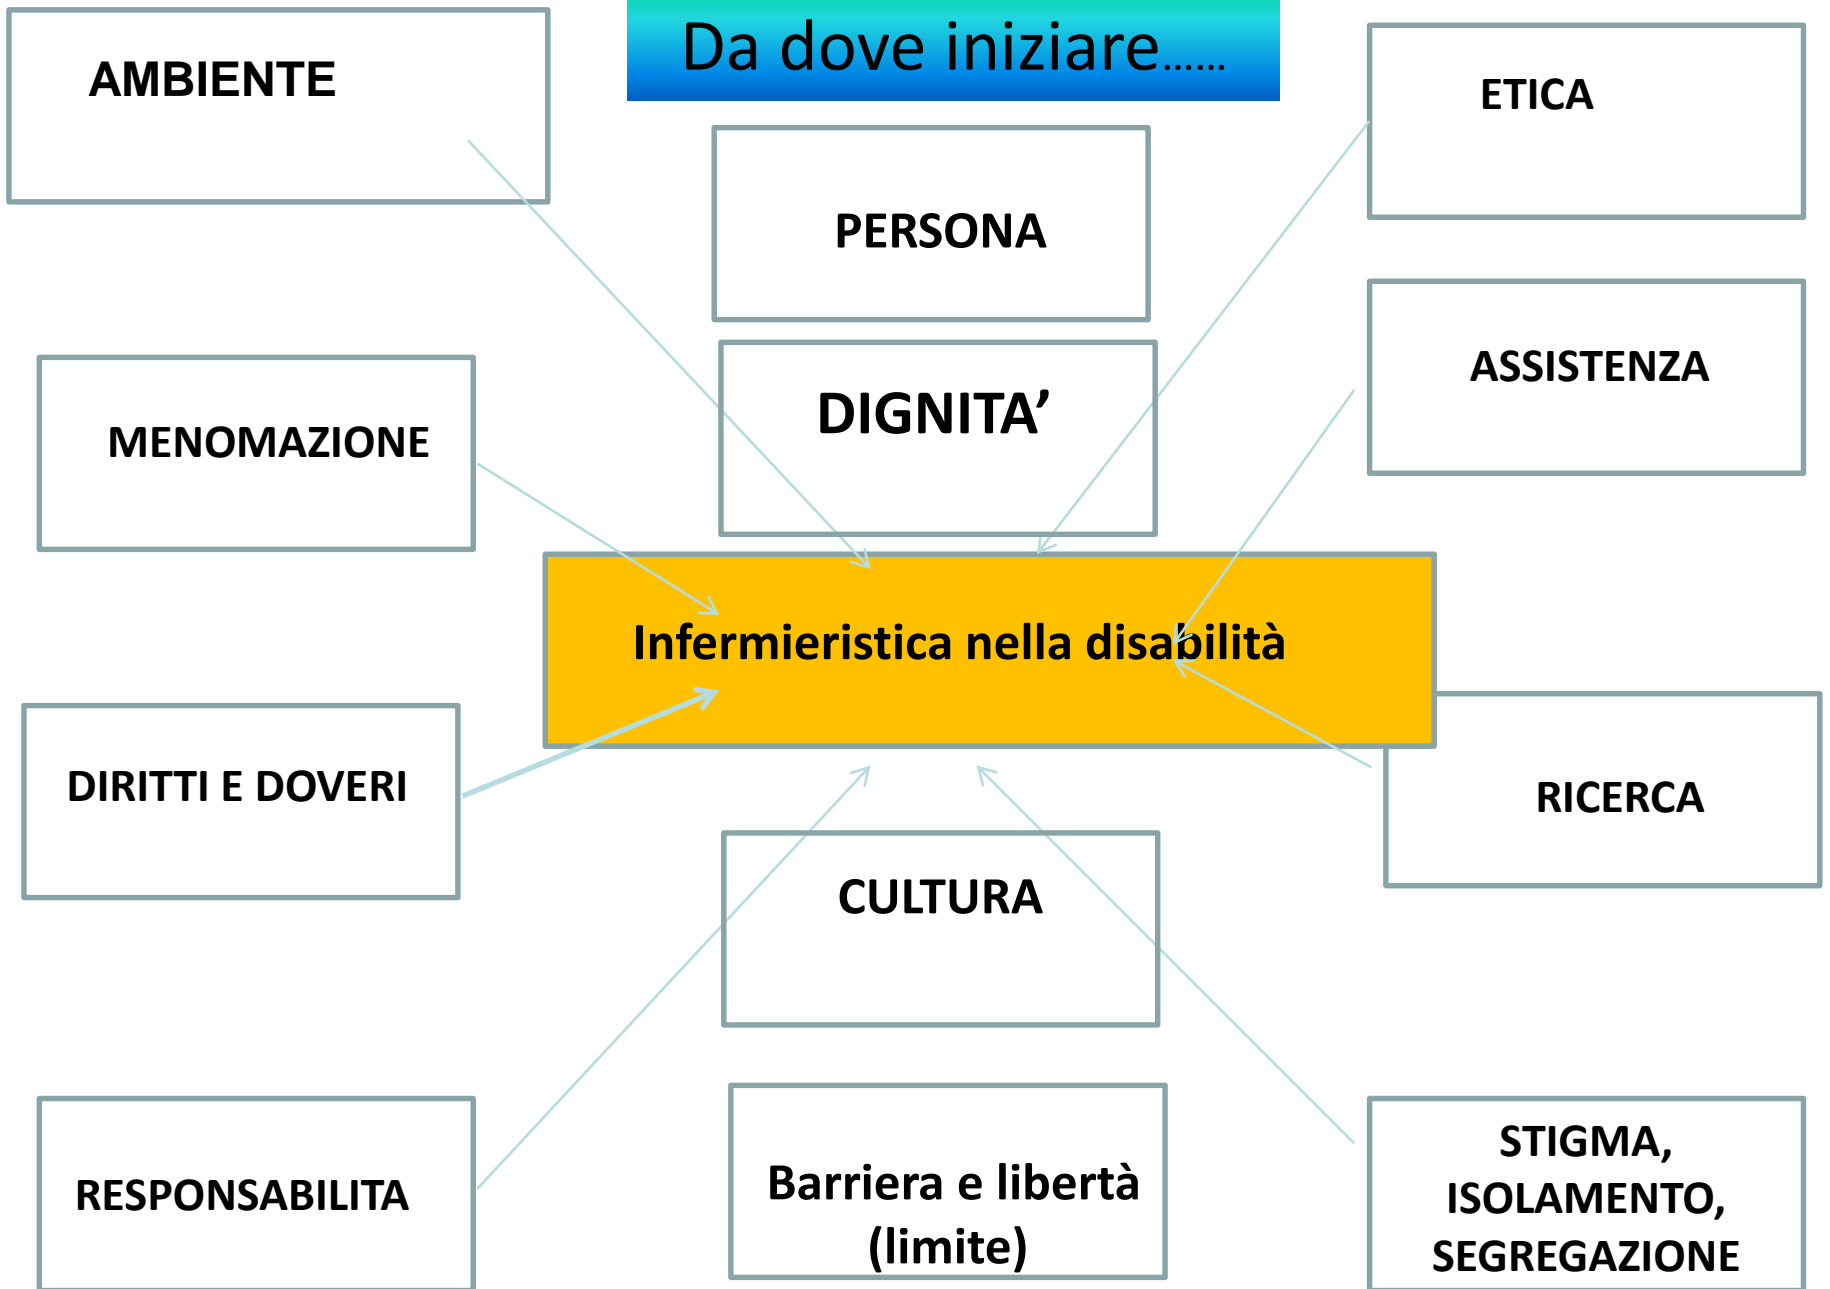 Da dove iniziare……
AMBIENTE
ETICA
PERSONA
DIGNITA’
ASSISTENZA
MENOMAZIONE
Infermieristica nella disabilità
DIRITTI E DOVERI
RICERCA
CULTURA
RESPONSABILITA
Barriera e libertà
(limite)
STIGMA,
ISOLAMENTO,
SEGREGAZIONE